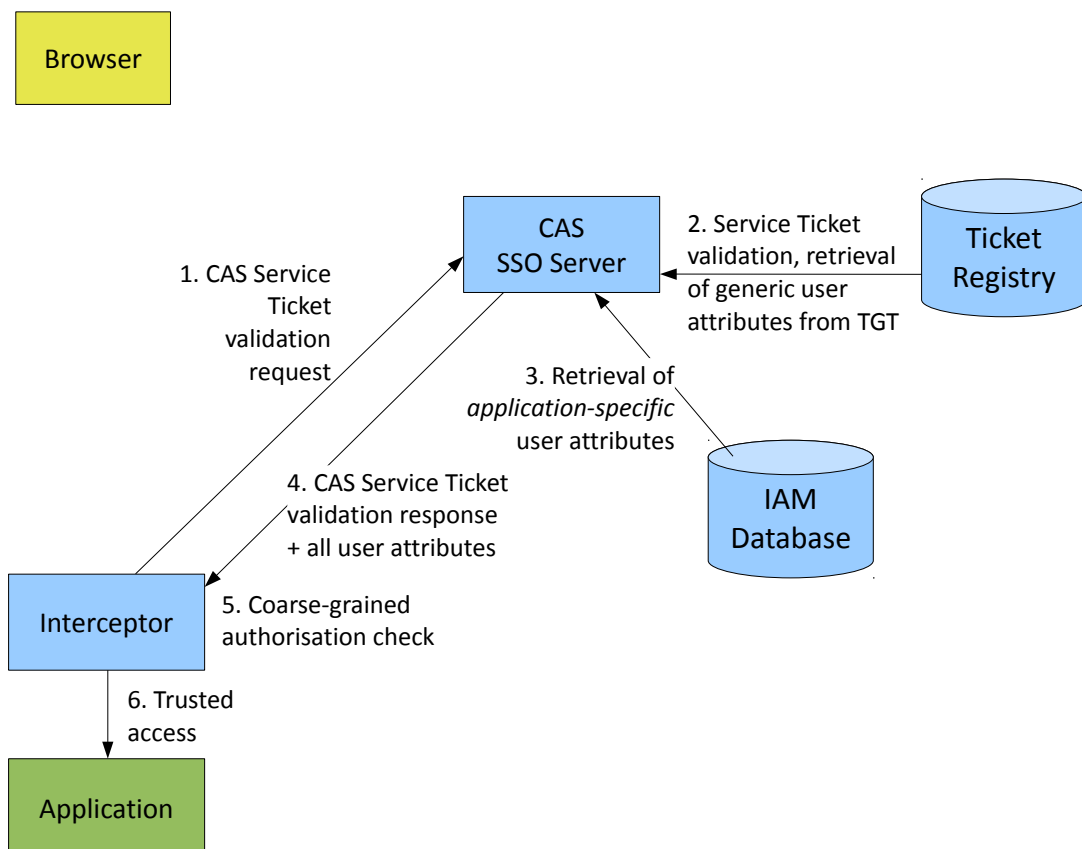 Browser
CAS
SSO Server
2. Service Ticket
validation, retrieval
of generic user
attributes from TGT
Ticket
Registry
1. CAS Service
Ticket
validation
request
3. Retrieval of
application-specific
user attributes
4. CAS Service Ticket
validation response
+ all user attributes
IAM
Database
Interceptor
5. Coarse-grained
authorisation check
6. Trusted
access
Application